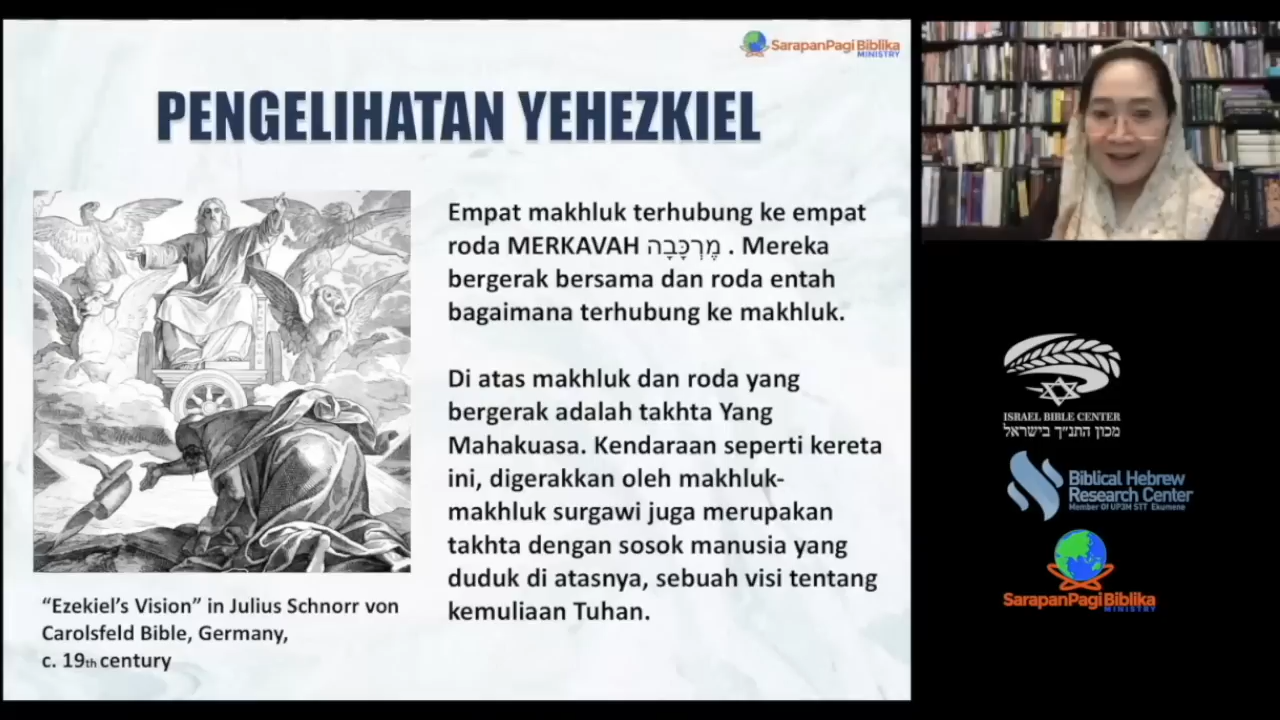 SarapanPagi Biblika
MINISTRY
PENGELIHATAN YEHEZKIEL
Empat makhluk terhubung ke empat
roda MERKAVAH מֶרְכָּבָה . Mereka
bergerak bersama dan roda entah
bagaimana terhubung ke makhluk.
Di atas makhluk dan roda yang
bergerak adalah takhta Yang
Mahakuasa. Kendaraan seperti kereta
ini, digerakkan oleh makhluk-
makhluk surgawi juga merupakan
takhta dengan sosok manusia yang
duduk di atasnya, sebuah visi tentang
kemuliaan Tuhan.
“Ezekiel’s Vision” in Julius Schnorr von
Carolsfeld Bible, Germany,
c. 19th century
ISRAEL BIBLE CENTER
מכון התנ״ך בישראל
Biblical Hebrew
Research Center
Member Of UP3M STT Ekumene
SarapanPagi Biblika
MINISTRY